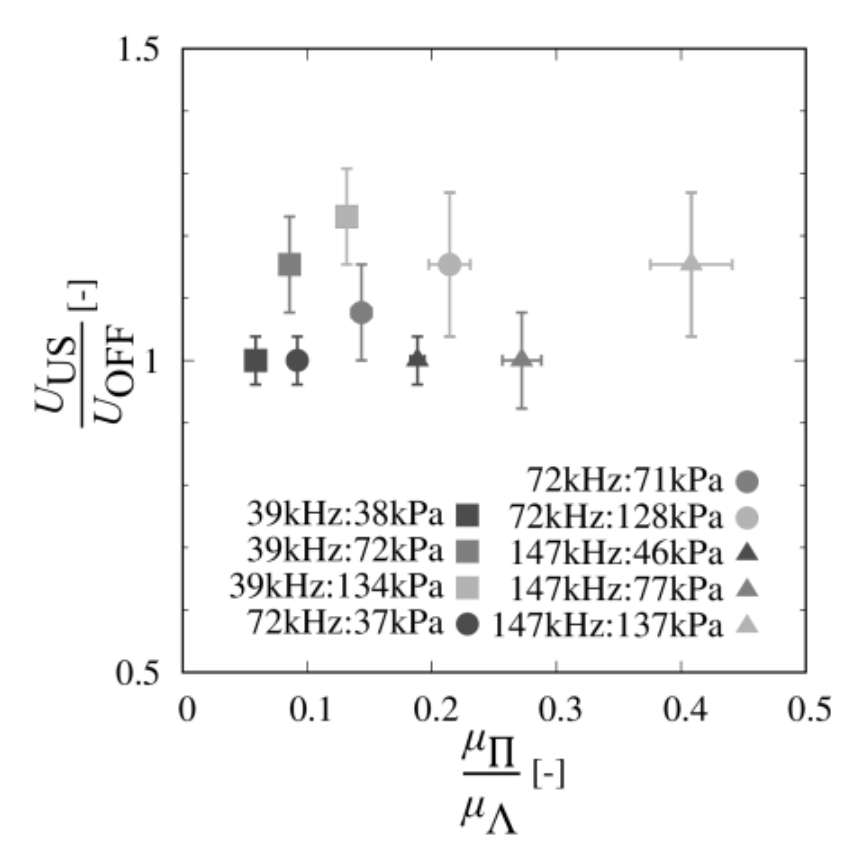 1.5
1
0.5
U_US
U_OFF
[-]
39kHz:38kPa
39kHz:72kPa
39kHz:134kPa
72kHz:37kPa
72kHz:71kPa
72kHz:128kPa
147kHz:46kPa
147kHz:77kPa
147kHz:137kPa
0 0.1 0.2 0.3 0.4 0.5
μ_Π
μ_Λ
[-]